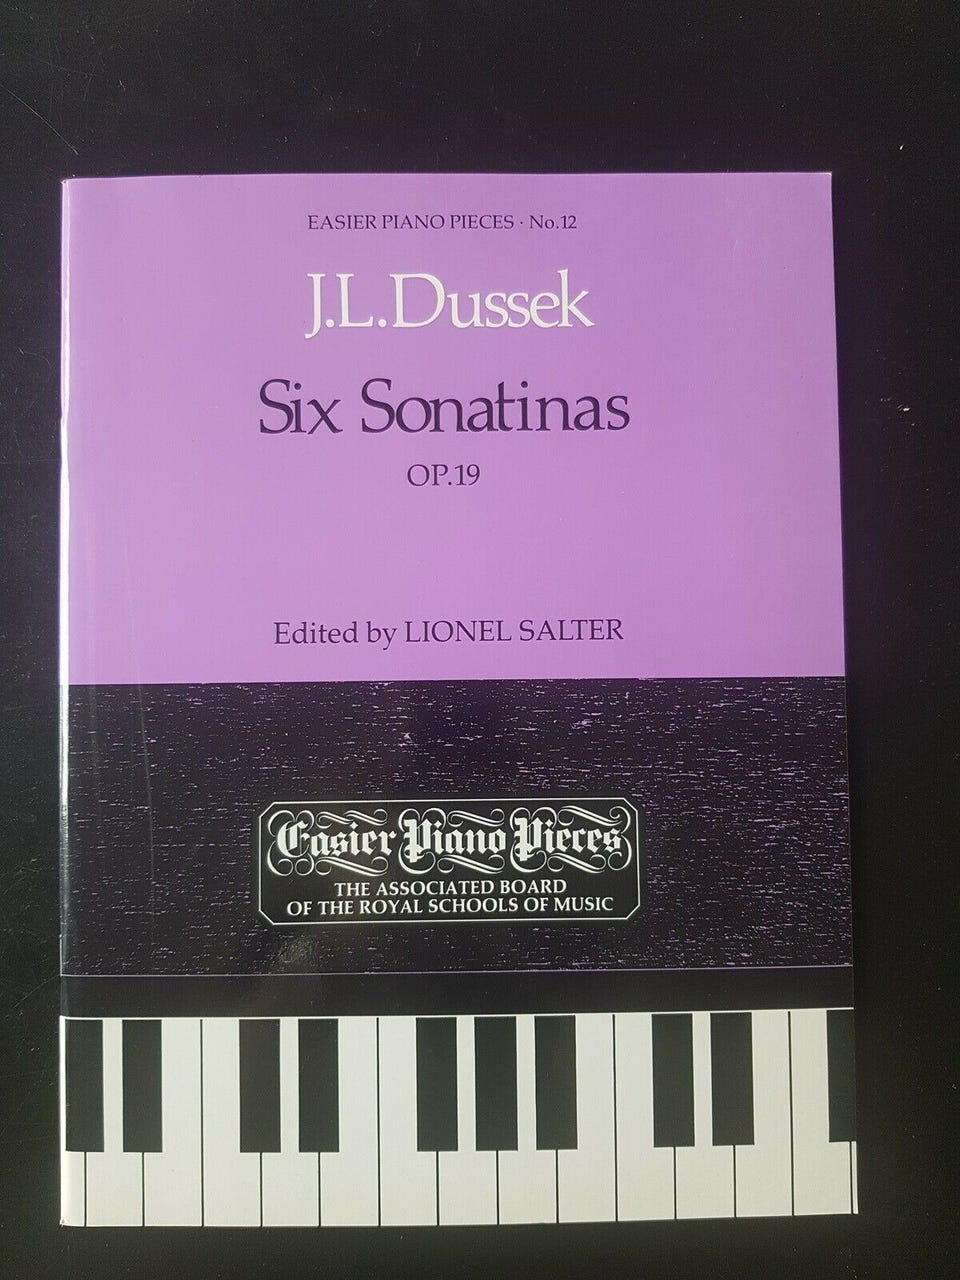 EASIER PIANO PIECES · No.12
J.L.Dussek
Six Sonatinas
OP.19
Edited by LIONEL SALTER
Easier Piano Pieces
THE ASSOCIATED BOARD
OF THE ROYAL SCHOOLS OF MUSIC